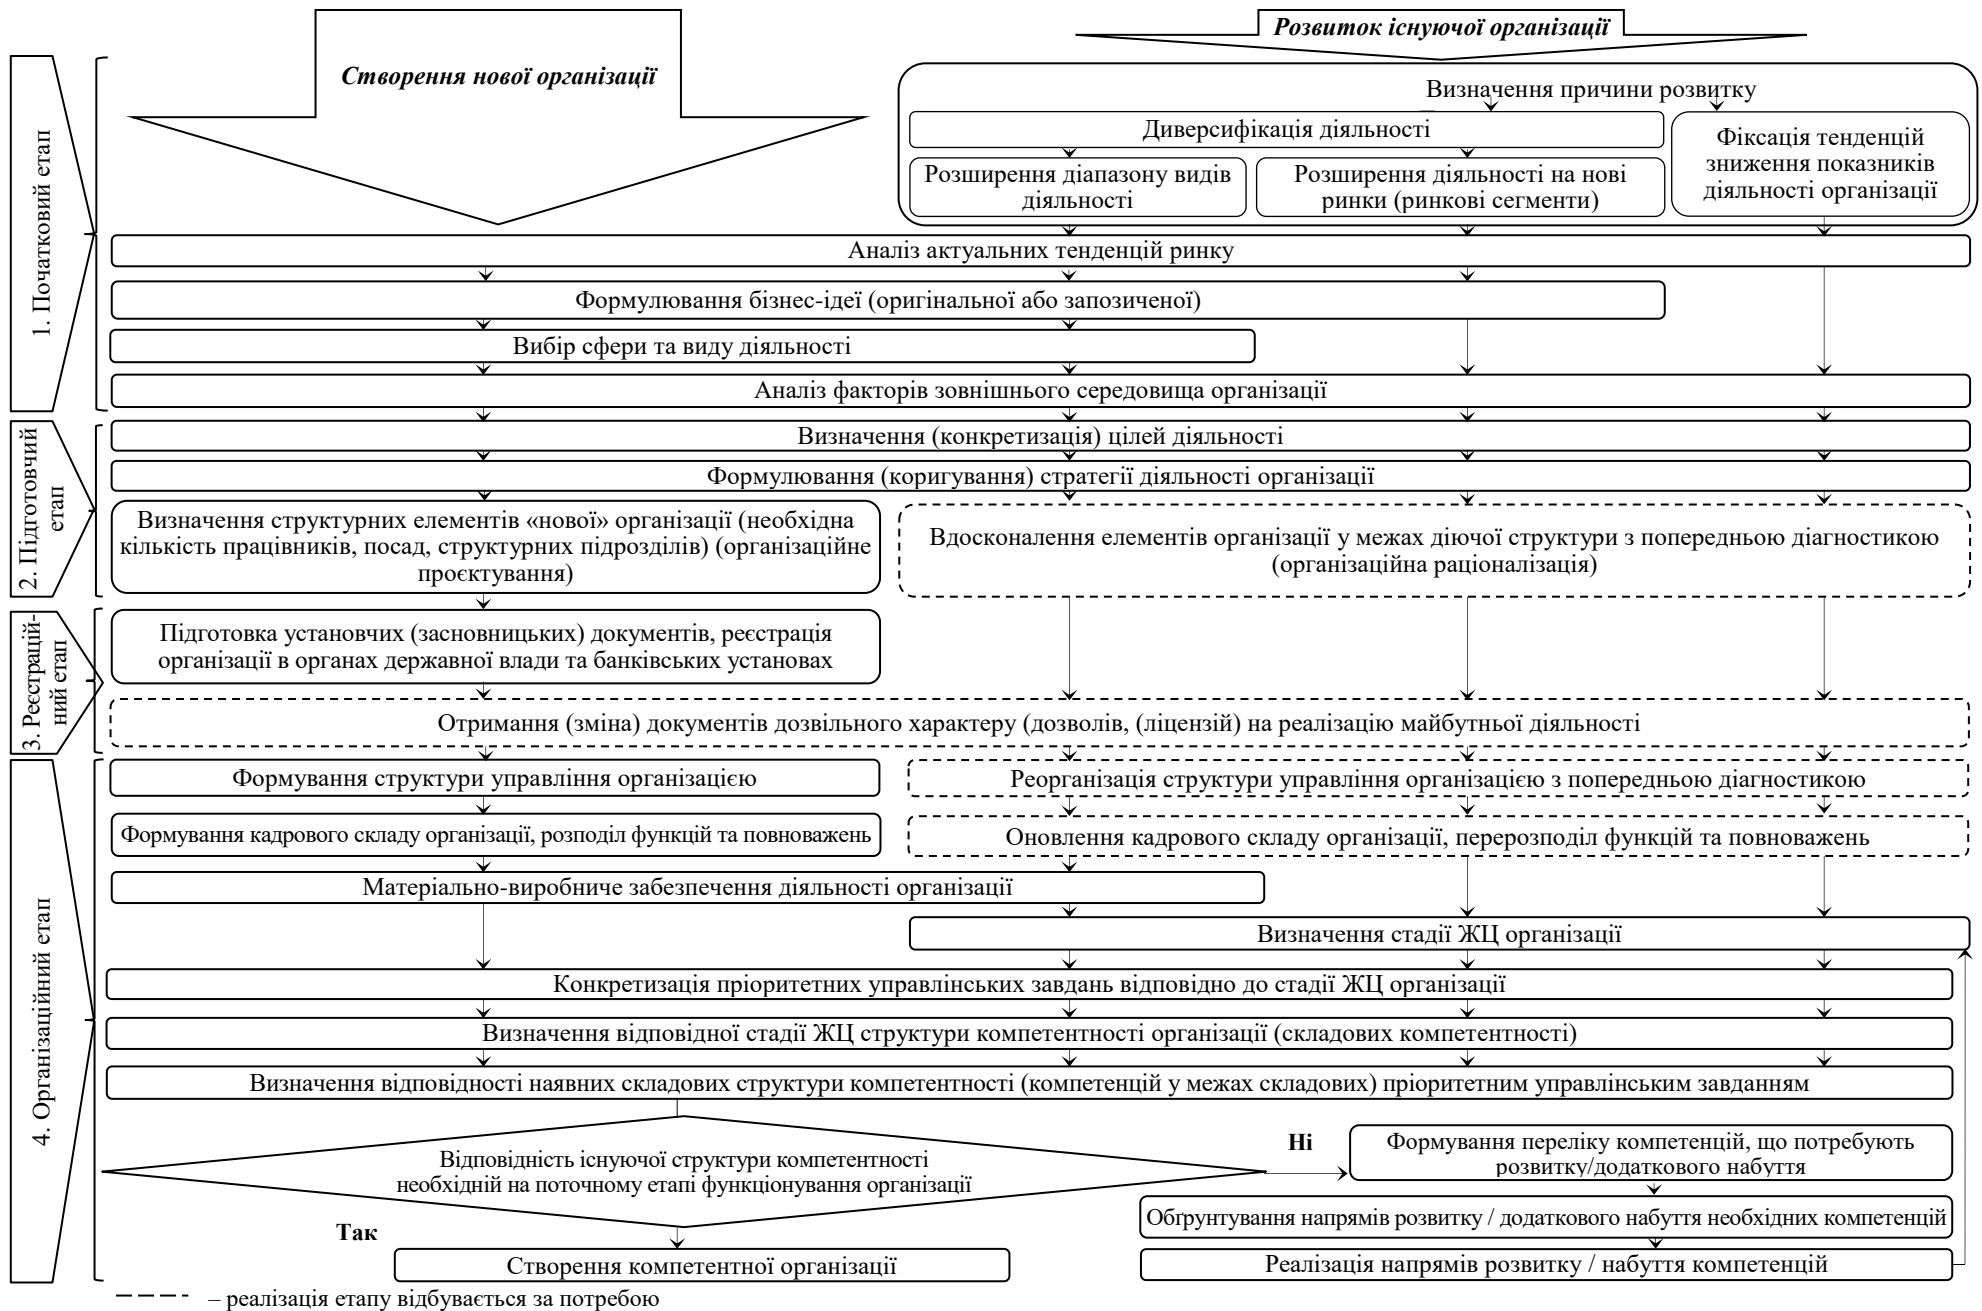 Створення нової організації
Розвиток існуючої організації
1. Початковий етап
Визначення причини розвитку
Диверсифікація діяльності
Розширення діапазону видів
діяльності
Розширення діяльності на нові
ринки (ринкові сегменти)
Фіксація тенденцій
зниження показників
діяльності організації
Аналіз актуальних тенденцій ринку
Формулювання бізнес-ідеї (оригінальної або запозиченої)
Вибір сфери та виду діяльності
Аналіз факторів зовнішнього середовища організації
2. Підготовчий
етап
Визначення (конкретизація) цілей діяльності
Формулювання (коригування) стратегії діяльності організації
Визначення структурних елементів «нової» організації (необхідна
кількість працівників, посад, структурних підрозділів) (організаційне
проєктування)
Вдосконалення елементів організації у межах діючої структури з попередньою діагностикою
(організаційна раціоналізація)
3. Реєстрацій-
ний етап
Підготовка установчих (засновницьких) документів, реєстрація
організації в органах державної влади та банківських установах
Отримання (зміна) документів дозвільного характеру (дозволів, (ліцензій) на реалізацію майбутньої діяльності
4. Організаційний етап
Формування структури управління організацією
Реорганізація структури управління організацією з попередньою діагностикою
Формування кадрового складу організації, розподіл функцій та повноважень
Оновлення кадрового складу організації, перерозподіл функцій та повноважень
Матеріально-виробниче забезпечення діяльності організації
Визначення стадії ЖЦ організації
Конкретизація пріоритетних управлінських завдань відповідно до стадії ЖЦ організації
Визначення відповідної стадії ЖЦ структури компетентності організації (складових компетентності)
Визначення відповідності наявних складових структури компетентності (компетенцій у межах складових) пріоритетним управлінським завданням
Відповідність існуючої структури компетентності
необхідній на поточному етапі функціонування організації
Ні
Формування переліку компетенцій, що потребують
розвитку/додаткового набуття
Обґрунтування напрямів розвитку / додаткового набуття необхідних компетенцій
Так
Створення компетентної організації
Реалізація напрямів розвитку / набуття компетенцій
– реалізація етапу відбувається за потребою